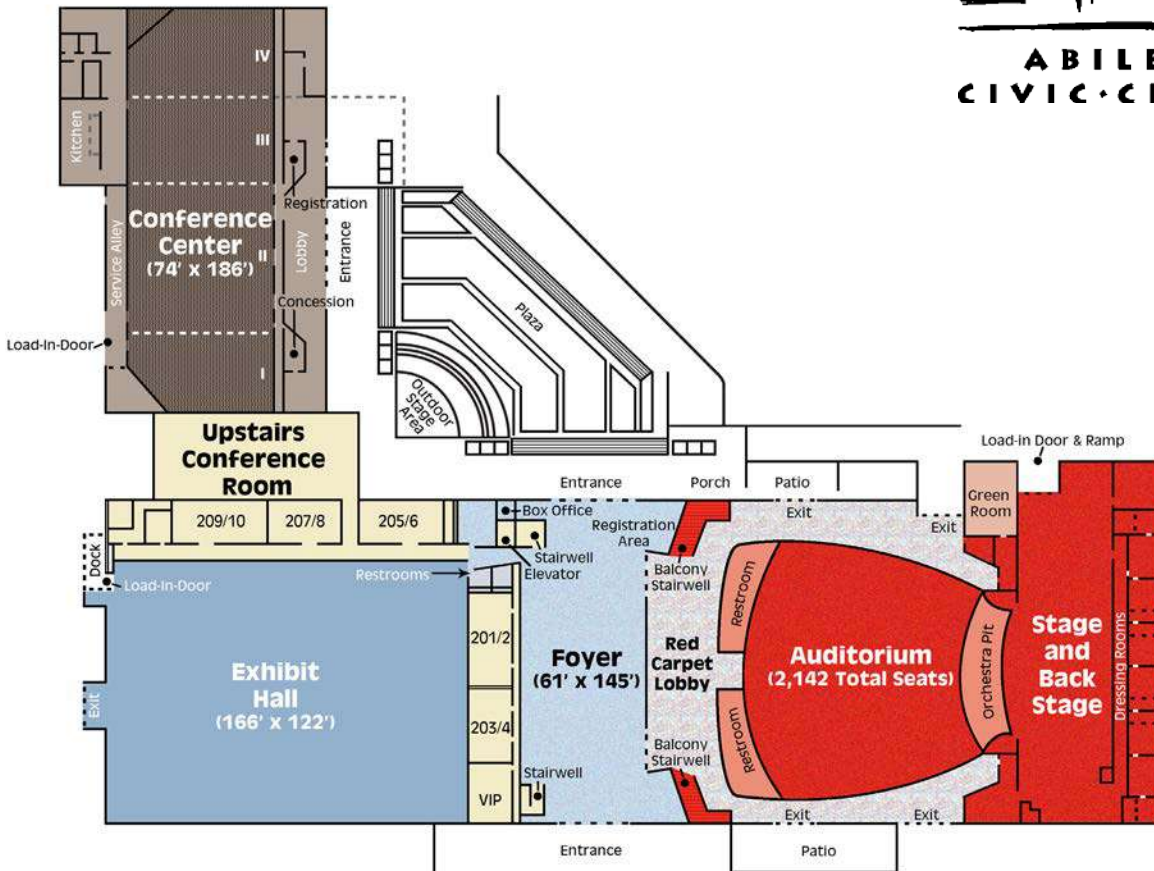 ABILE
CIVIC·CE
IV
III
Kitchen
Registration
Conference
Center
(74' x 186')
II
Service Alley
Lobby
Entrance
Concession
Plaza
Load-In-Door
I
Outdoor
Stage
Area
Upstairs
Conference
Room
Load-in Door & Ramp
Entrance
Porch
Patio
Green
Room
209/10
207/8
205/6
Box Office
Registration
Area
Exit
Exit
Dock
Stairwell
Elevator
Restrooms
Load-In-Door
Balcony
Stairwell
Restroom
201/2
Exhibit
Hall
(166' x 122')
Foyer
(61' x 145')
Red
Carpet
Lobby
Auditorium
(2,142 Total Seats)
Orchestra Pit
Stage
and
Back
Stage
Dressing Rooms
Exit
203/4
Restroom
Balcony
Stairwell
Stairwell
VIP
Exit
Exit
Entrance
Patio